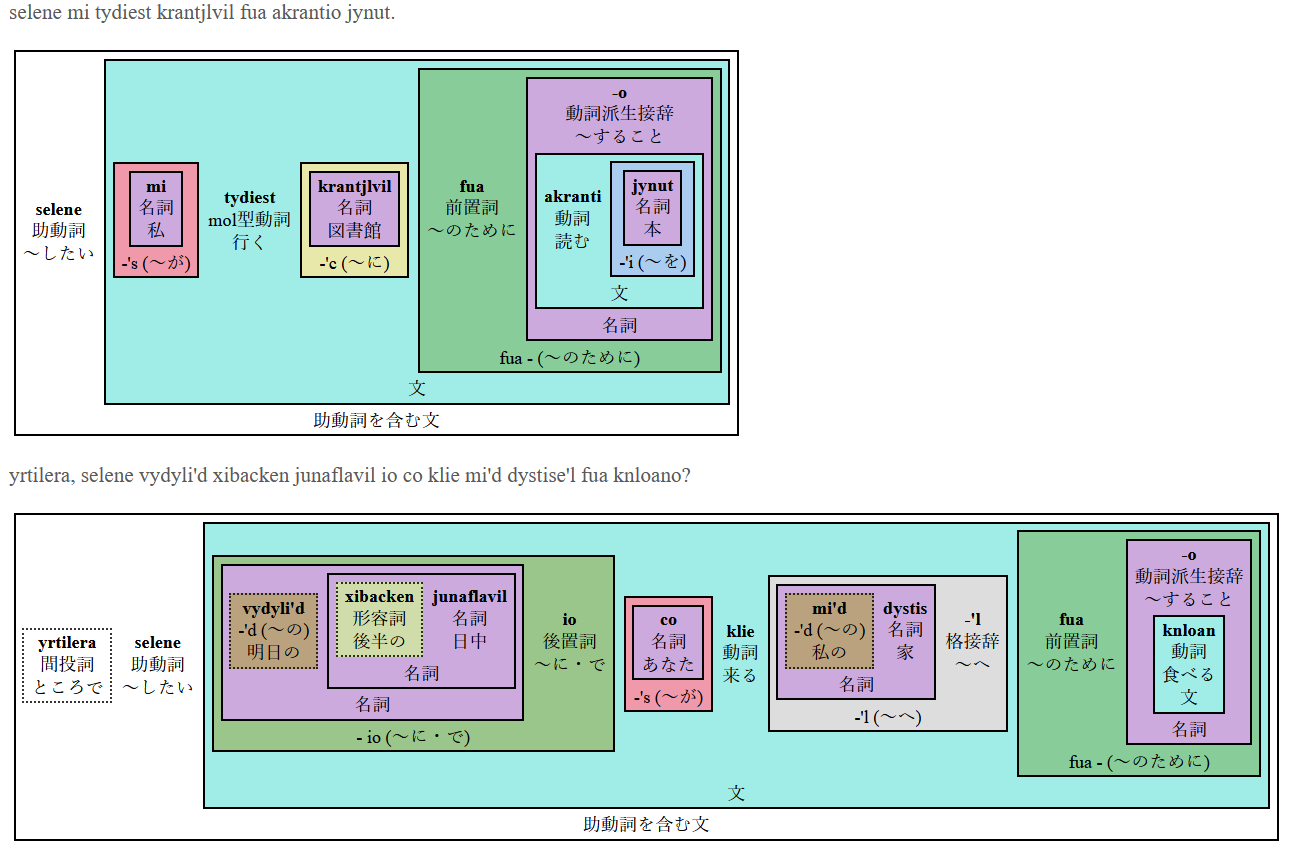 selene mi tydiest krantjlvil fua akrantio jynut.
-o
動詞派生接辞
～すること
mi
名詞
私
-'s (～が)
krantjlvil
名詞
図書館
-'c (～に)
jynut
名詞
本
-'i (～を)
selene
助動詞
～したい
tydiest
mol型動詞
行く
fua
前置詞
～のために
akranti
動詞
読む
文
名詞
fua - (～のために)
文
助動詞を含む文
yrtilera, selene vydyli'd xibacken junaflavil io co klie mi'd dystise'l fua knloano?
yrtilera
間投詞
ところで
selene
助動詞
～したい
vydyli'd
-'d (～の)
明日の
xibacken
形容詞
後半の
junaflavil
名詞
日中
名詞
名詞
io
後置詞
～に・で
- io (～に・で)
co
名詞
あなた
-'s (～が)
klie
動詞
来る
mi'd
-'d (～の)
私の
dystis
名詞
家
名詞
-'l
格接辞
～へ
-'l (～へ)
fua
前置詞
～のために
-o
動詞派生接辞
～すること
knloan
動詞
食べる
文
名詞
fua - (～のために)
文
助動詞を含む文